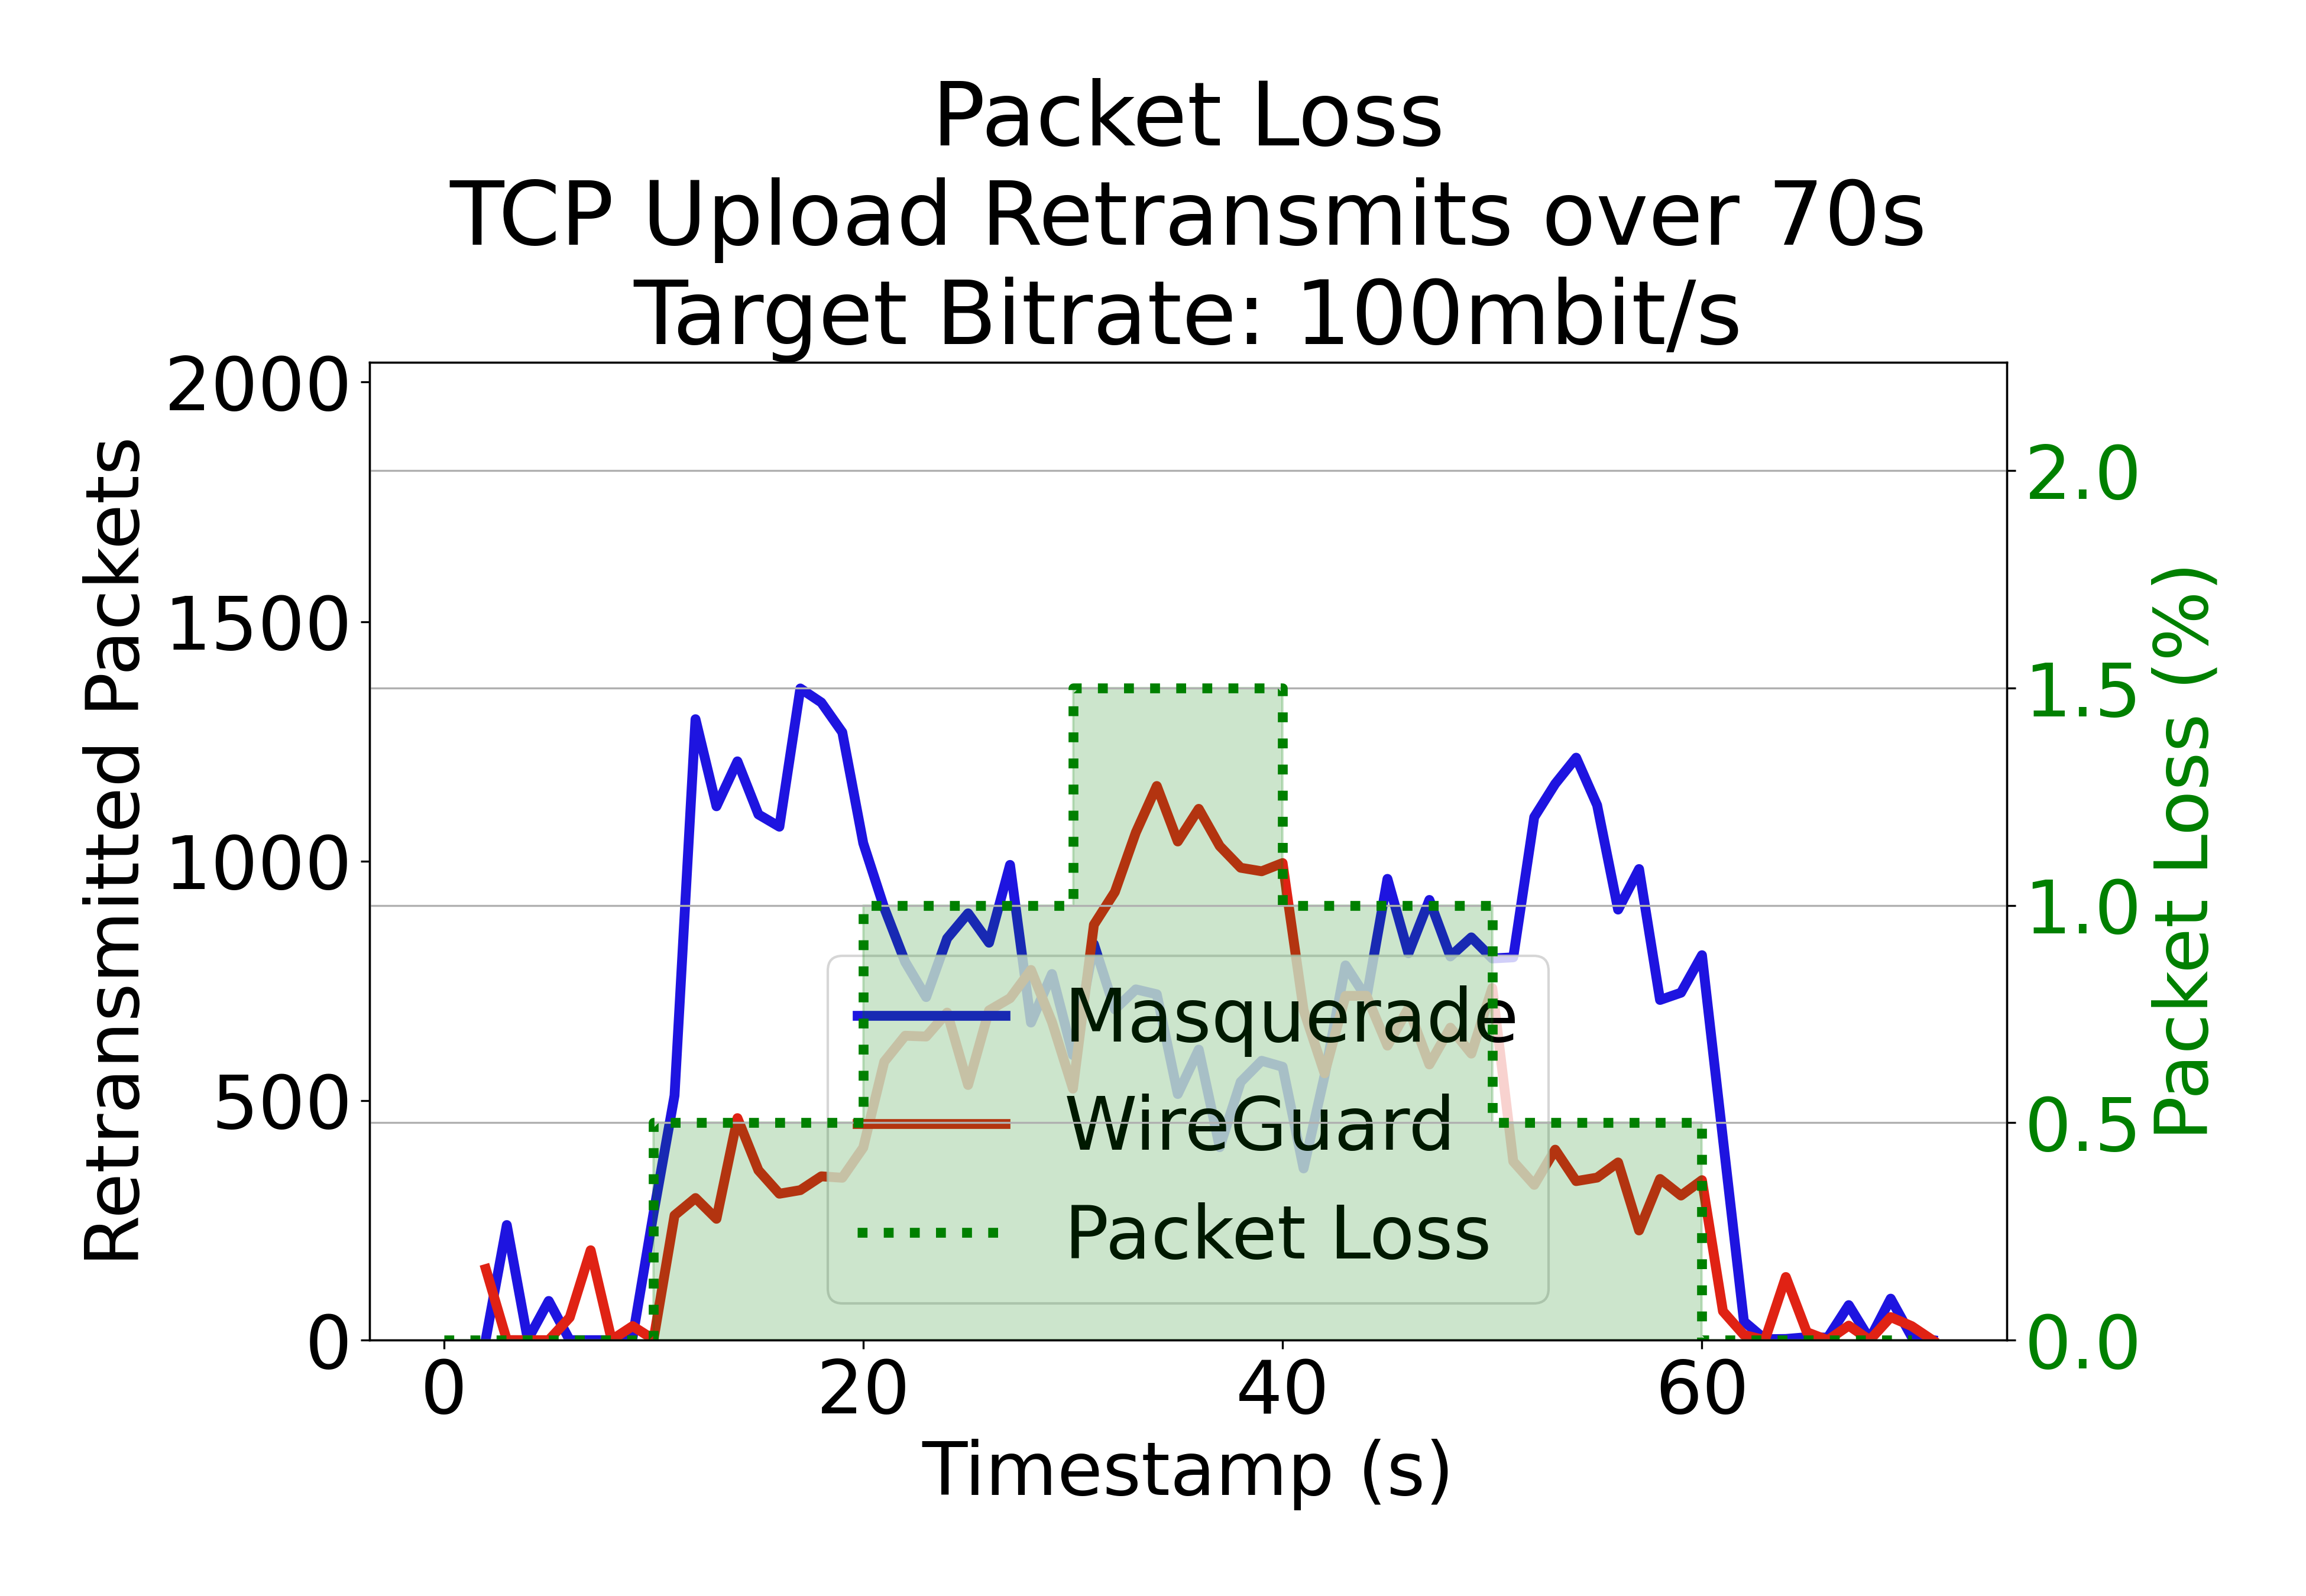 Packet Loss
TCP Upload Retransmits over 70s
Target Bitrate: 100mbit/s
Retransmitted Packets
2000
1500
1000
500
0
Masquerade
WireGuard
Packet Loss
2.0
1.5
1.0
0.5
0.0
Packet Loss (%)
0 20 40 60
Timestamp (s)